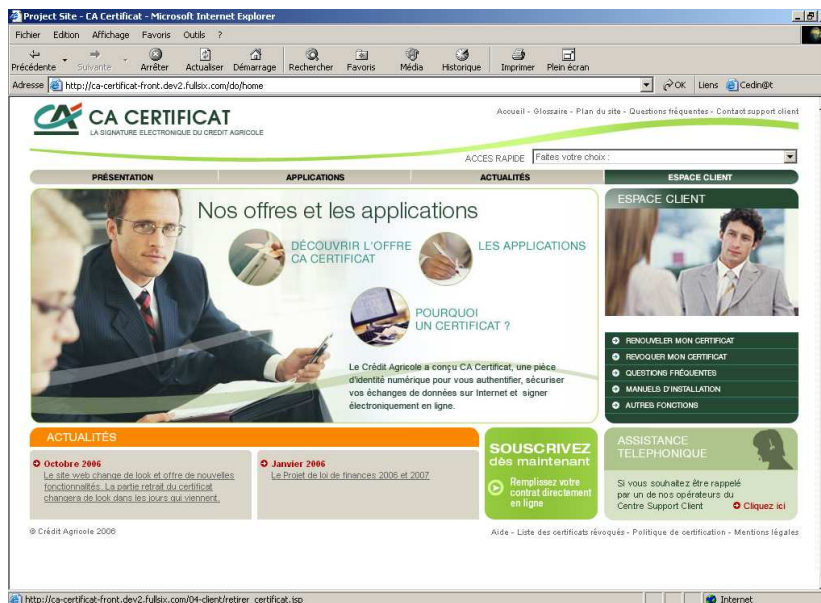 Project Site - CA Certificat - Microsoft Internet Explorer
Fichier Edition Affichage Favoris Outils ?
Précédente Suivante Arrêter Actualiser Démarrage Rechercher Favoris Média Historique Imprimer Plein écran
Adresse http://ca-certificat-front.dev2.fullsix.com/do/home OK Liens Cedin@t
CA CERTIFICAT
LA SIGNATURE ELECTRONIQUE DU CREDIT AGRICOLE
Accueil - Glossaire - Plan du site - Questions fréquentes - Contact support client
ACCES RAPIDE Faites votre choix :
PRÉSENTATION APPLICATIONS ACTUALITÉS ESPACE CLIENT
Nos offres et les applications
DÉCOUVRIR L'OFFRE
CA CERTIFICAT
LES APPLICATIONS
POURQUOI
UN CERTIFICAT ?
Le Crédit Agricole a conçu CA Certificat, une pièce
d'identité numérique pour vous authentifier, sécuriser
vos échanges de données sur Internet et signer
électroniquement en ligne.
ESPACE CLIENT
RENOUVELER MON CERTIFICAT
REVOQUER MON CERTIFICAT
QUESTIONS FRÉQUENTES
MANUELS D'INSTALLATION
AUTRES FONCTIONS
ACTUALITÉS
Octobre 2006
Le site web change de look et offre de nouvelles
fonctionnalités. La partie retrait du certificat
changera de look dans les jours qui viennent.
Janvier 2006
Le Projet de loi de finances 2006 et 2007
SOUSCRIVEZ
dès maintenant
Remplissez votre
contrat directement
en ligne
ASSISTANCE
TELEPHONIQUE
Si vous souhaitez être rappelé
par un de nos opérateurs du
Centre Support Client Cliquez ici
© Crédit Agricole 2006
Aide - Liste des certificats révoqués - Politique de certification - Mentions légales
http://ca-certificat-front.dev2.fullsix.com/04-client/retirer_certificat.jsp Internet